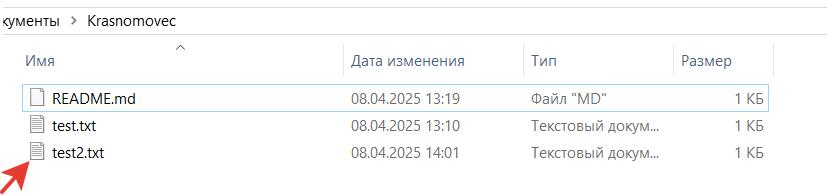 кументы > Krasnomovec
Имя Дата изменения Тип Размер
README.md 08.04.2025 13:19 Файл "MD" 1 КБ
test.txt 08.04.2025 13:10 Текстовый докум... 1 КБ
test2.txt 08.04.2025 14:01 Текстовый докум... 1 КБ